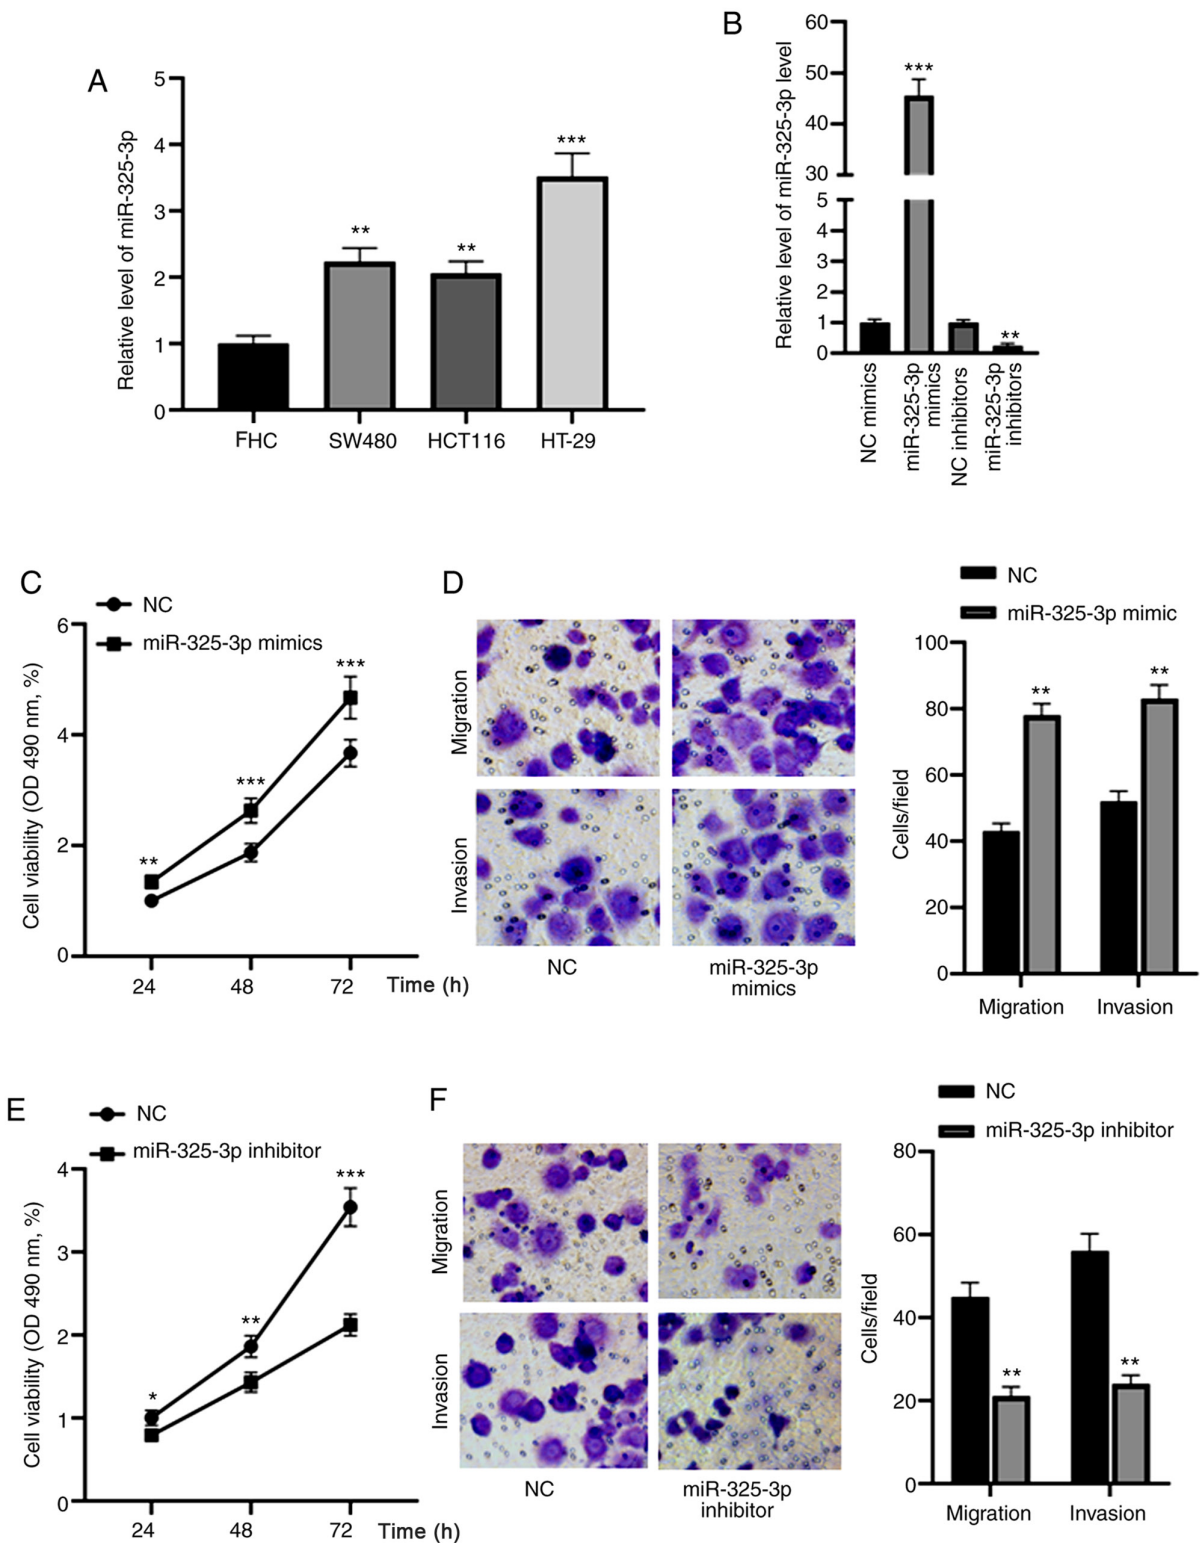 A
Relative level of miR-325-3p
5
4
3
2
1
0
***
**
**
FHC
SW480
HCT116
HT-29
B
Relative level of miR-325-3p level
60
50
40
30
5
4
3
2
1
0
***
**
NC mimics
miR-325-3p
mimics
NC inhibitors
miR-325-3p
inhibitors
C
NC
miR-325-3p mimics
Cell viability (OD 490 nm, %)
6
4
2
0
**
***
***
24
48
72
Time (h)
D
Migration
Invasion
NC
miR-325-3p
mimics
NC
miR-325-3p mimic
Cells/field
100
80
60
40
20
0
**
**
Migration
Invasion
E
NC
miR-325-3p inhibitor
Cell viability (OD 490 nm, %)
4
3
2
1
0
*
**
***
24
48
72
Time (h)
F
Migration
Invasion
NC
miR-325-3p
inhibitor
NC
miR-325-3p inhibitor
Cells/field
80
60
40
20
0
**
**
Migration
Invasion